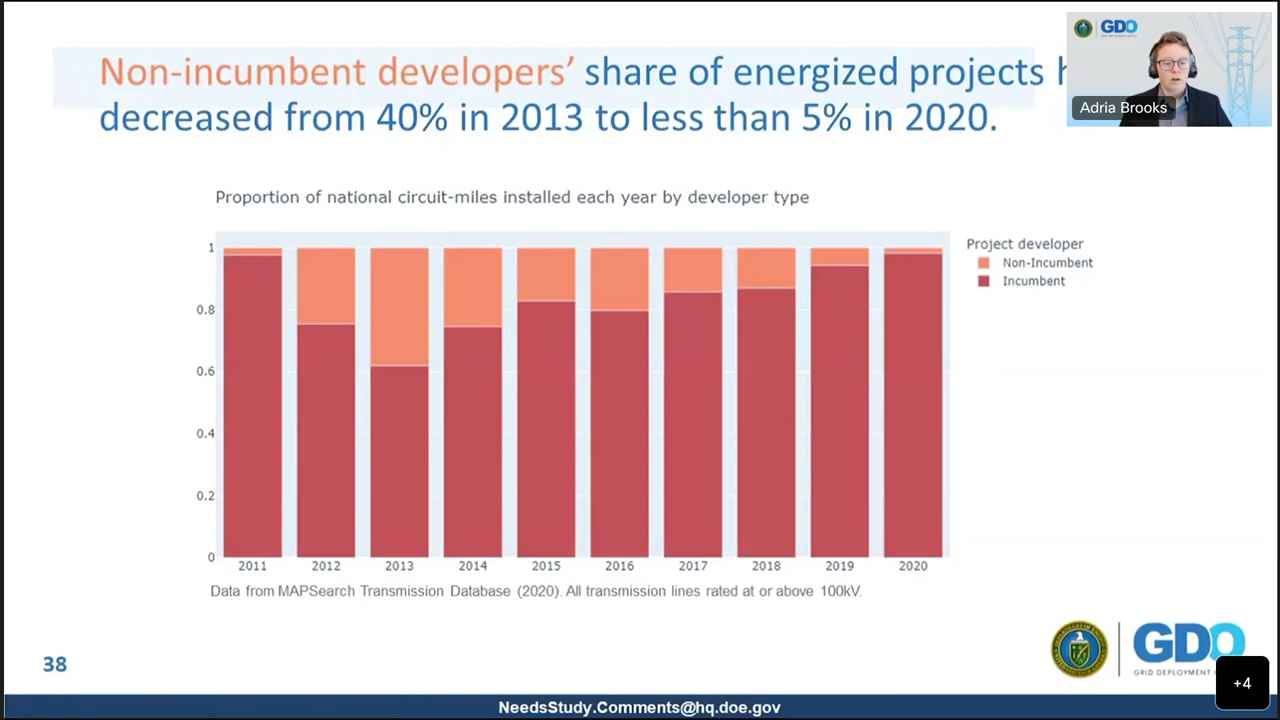 Non-incumbent developers’ share of energized projects
decreased from 40% in 2013 to less than 5% in 2020.
GDO
Adria Brooks
Proportion of national circuit-miles installed each year by developer type
Project developer
Non-Incumbent
Incumbent
1
0.8
0.6
0.4
0.2
0
2011 2012 2013 2014 2015 2016 2017 2018 2019 2020
Data from MAPSearch Transmission Database (2020). All transmission lines rated at or above 100kV.
GDO
GRID DEPLOYMENT
38
+4
NeedsStudy.Comments@hq.doe.gov